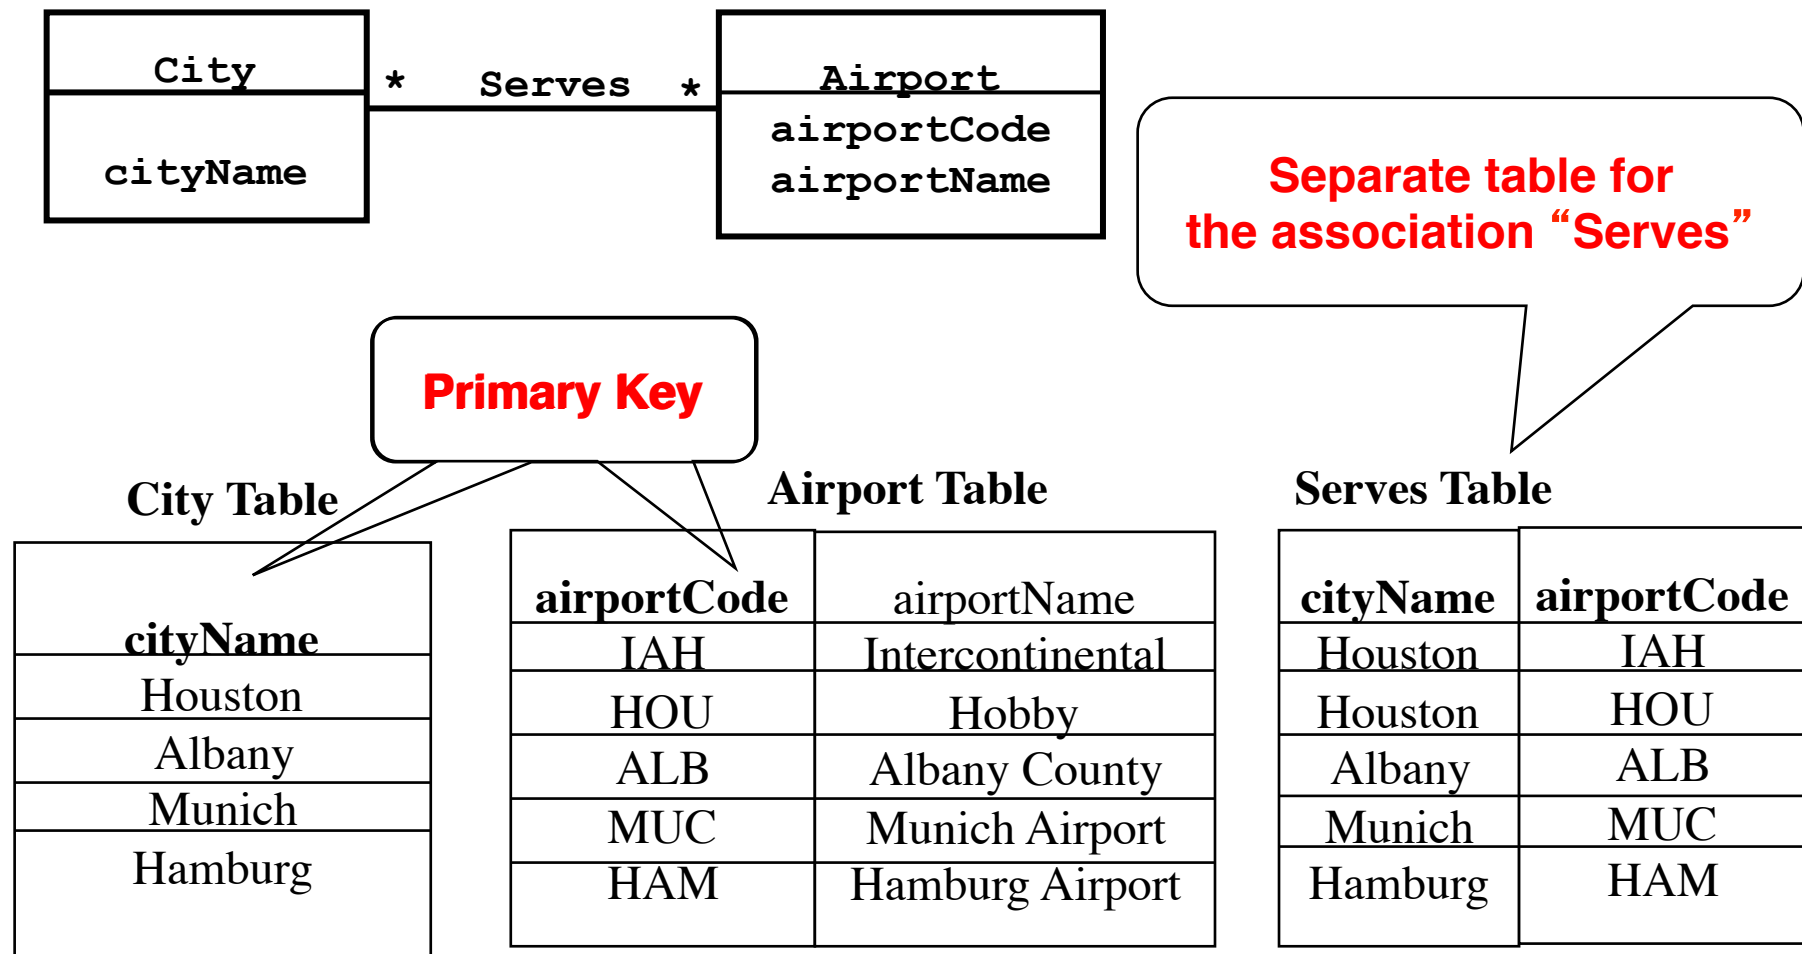 City
cityName
* Serves *
Airport
airportCode
airportName
Separate table for
the association “Serves”
Primary Key
City Table
cityName
Houston
Albany
Munich
Hamburg
Airport Table
airportCode airportName
IAH Intercontinental
HOU Hobby
ALB Albany County
MUC Munich Airport
HAM Hamburg Airport
Serves Table
cityName airportCode
Houston IAH
Houston HOU
Albany ALB
Munich MUC
Hamburg HAM